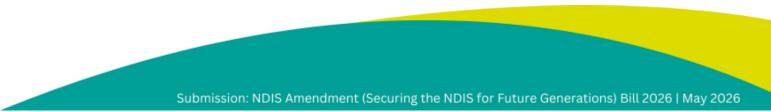 Submission: NDIS Amendment (Securing the NDIS for Future Generations) Bill 2026 | May 2026